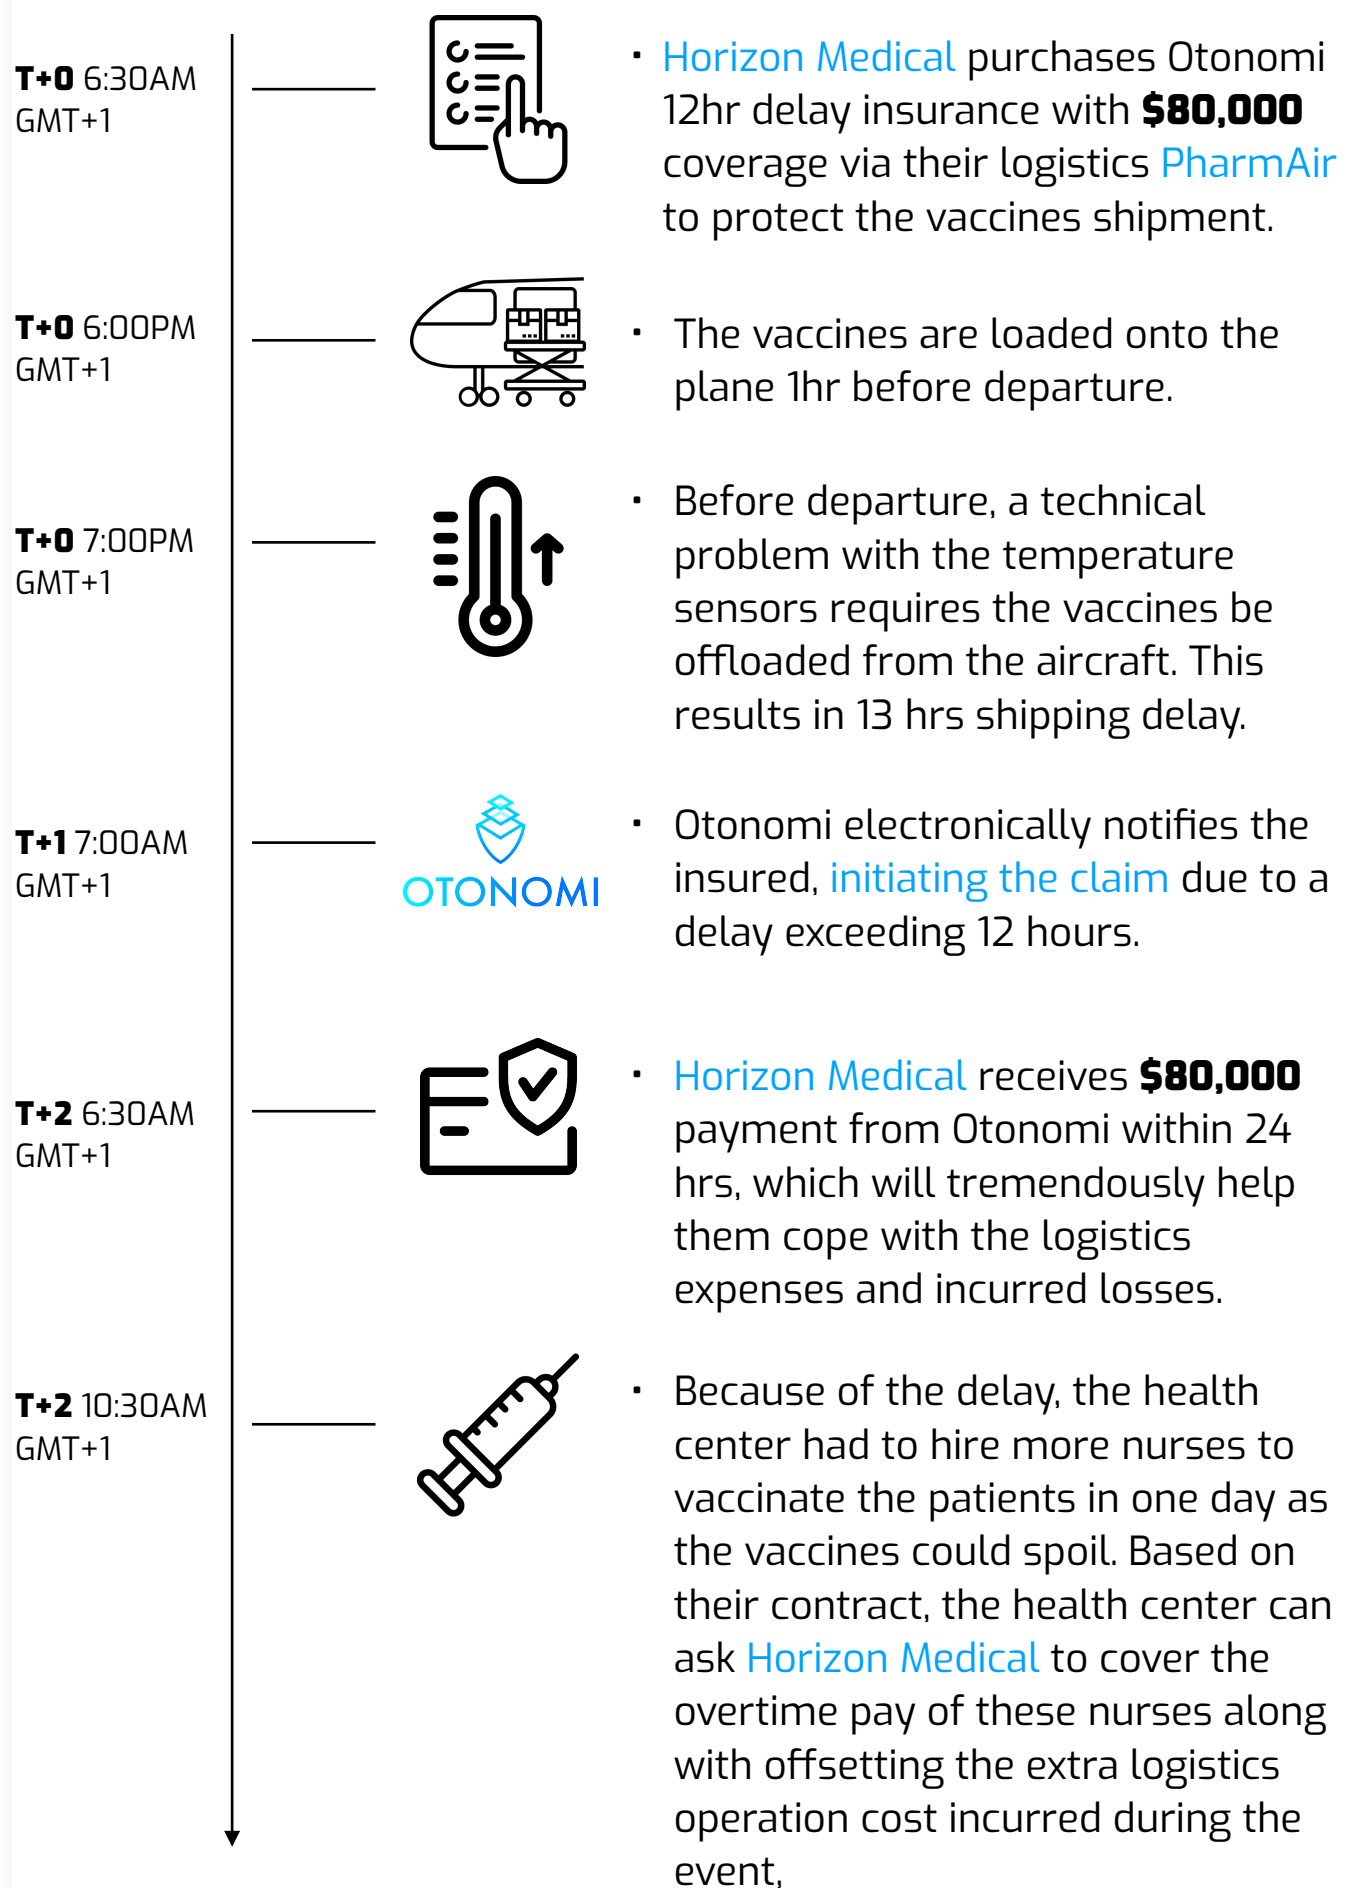 T+0 6:30AM
GMT+1
• Horizon Medical purchases Otonomi
12hr delay insurance with $80,000
coverage via their logistics PharmAir
to protect the vaccines shipment.
T+0 6:00PM
GMT+1
• The vaccines are loaded onto the
plane 1hr before departure.
T+0 7:00PM
GMT+1
• Before departure, a technical
problem with the temperature
sensors requires the vaccines be
offloaded from the aircraft. This
results in 13 hrs shipping delay.
T+1 7:00AM
GMT+1
OTONOMI
• Otonomi electronically notifies the
insured, initiating the claim due to a
delay exceeding 12 hours.
T+2 6:30AM
GMT+1
• Horizon Medical receives $80,000
payment from Otonomi within 24
hrs, which will tremendously help
them cope with the logistics
expenses and incurred losses.
T+2 10:30AM
GMT+1
• Because of the delay, the health
center had to hire more nurses to
vaccinate the patients in one day as
the vaccines could spoil. Based on
their contract, the health center can
ask Horizon Medical to cover the
overtime pay of these nurses along
with offsetting the extra logistics
operation cost incurred during the
event,